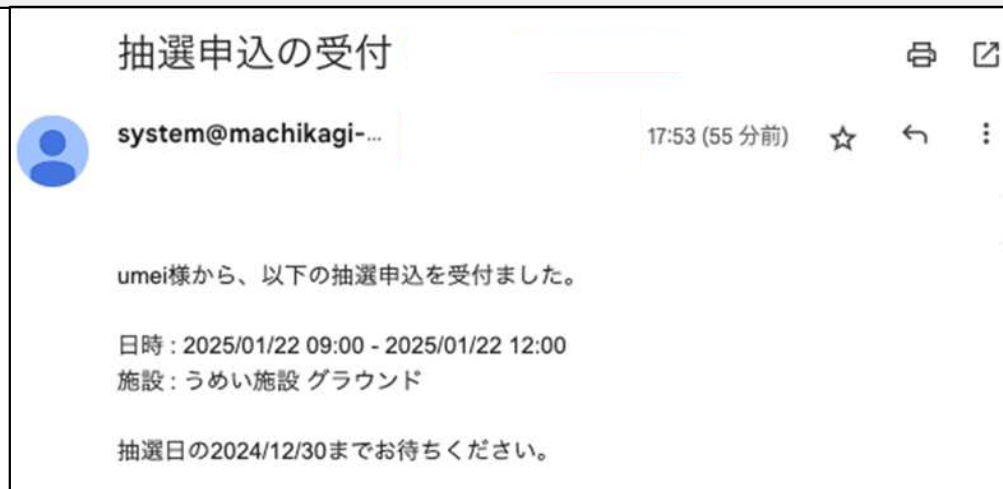 抽選申込の受付
system@machikagi-...
17:53 (55 分前)
umei様から、以下の抽選申込を受付ました。
日時 : 2025/01/22 09:00 - 2025/01/22 12:00
施設 : うめい施設 グラウンド
抽選日の2024/12/30までお待ちください。